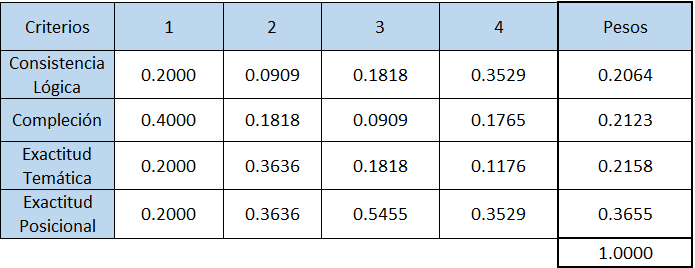 Criterios 1 2 3 4 Pesos
Consistencia
Lógica 0.2000 0.0909 0.1818 0.3529 0.2064
Compleción 0.4000 0.1818 0.0909 0.1765 0.2123
Exactitud
Temática 0.2000 0.3636 0.1818 0.1176 0.2158
Exactitud
Posicional 0.2000 0.3636 0.5455 0.3529 0.3655
1.0000